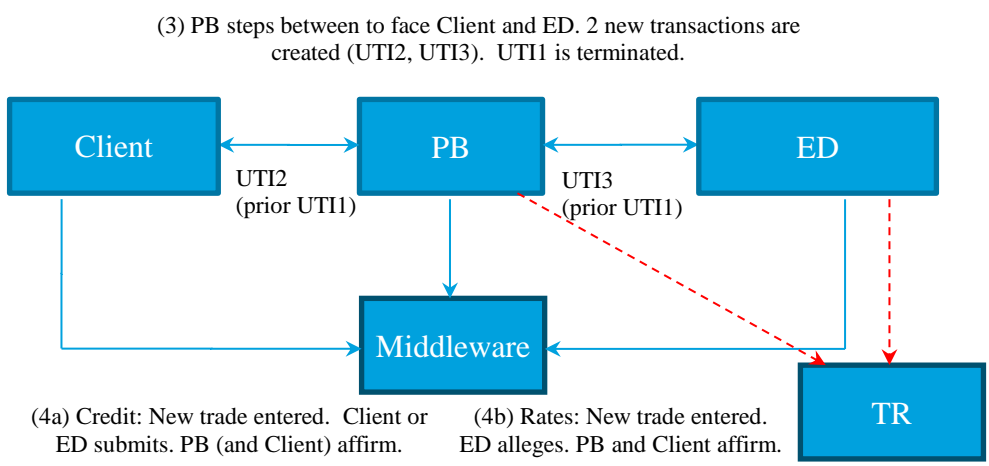 (3) PB steps between to face Client and ED. 2 new transactions are
created (UTI2, UTI3).  UTI1 is terminated.
Client
PB
ED
UTI2
(prior UTI1)
UTI3
(prior UTI1)
Middleware
(4a) Credit: New trade entered.  Client or
ED submits. PB (and Client) affirm.
(4b) Rates: New trade entered.
ED alleges. PB and Client affirm.
TR